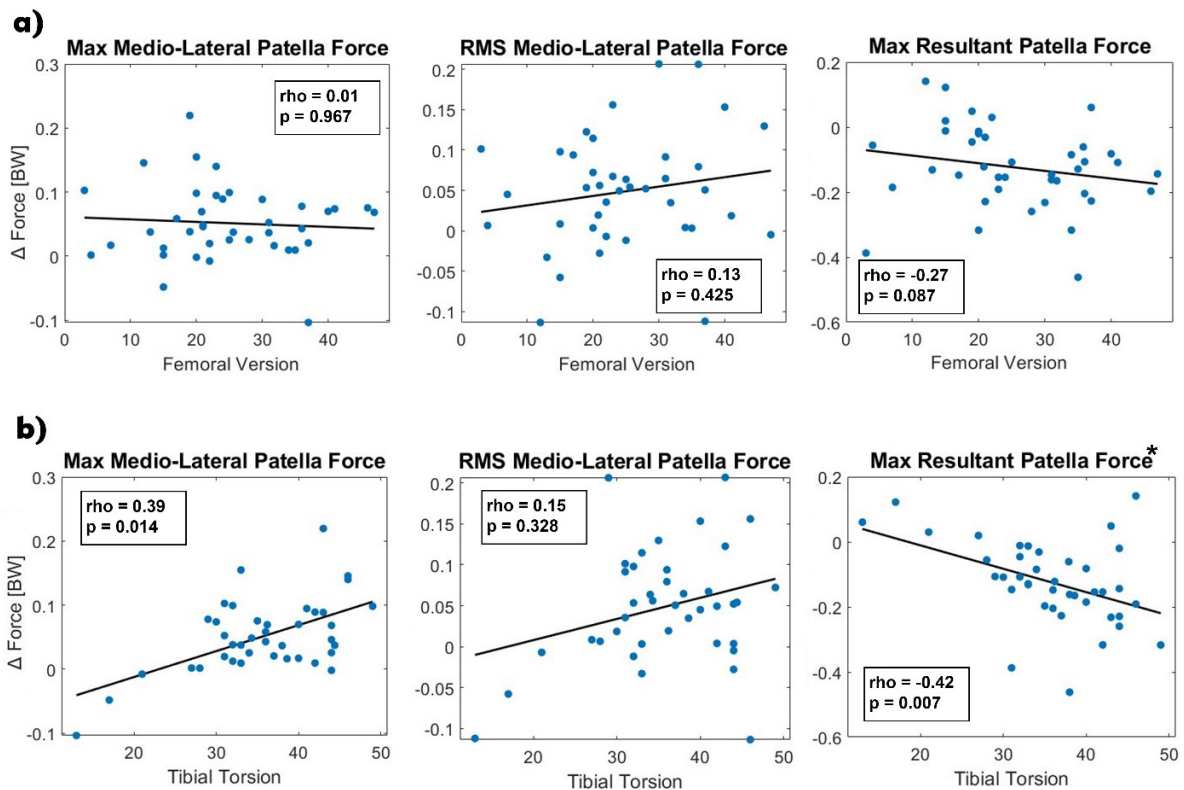 a)
Max Medio-Lateral Patella Force
RMS Medio-Lateral Patella Force
Max Resultant Patella Force
0.3
0.2
0.1
0
-0.1
Δ Force [BW]
rho = 0.01
p = 0.967
0
10
20
30
40
Femoral Version
0.2
0.15
0.1
0.05
0
-0.05
-0.1
rho = 0.13
p = 0.425
0
10
20
30
40
Femoral Version
0.2
0
-0.2
-0.4
-0.6
rho = -0.27
p = 0.087
0
10
20
30
40
Femoral Version
b)
Max Medio-Lateral Patella Force
RMS Medio-Lateral Patella Force
Max Resultant Patella Force*
0.3
0.2
0.1
0
-0.1
Δ Force [BW]
rho = 0.39
p = 0.014
20
30
40
50
Tibial Torsion
0.2
0.15
0.1
0.05
0
-0.05
-0.1
rho = 0.15
p = 0.328
20
30
40
50
Tibial Torsion
0.2
0
-0.2
-0.4
-0.6
rho = -0.42
p = 0.007
20
30
40
50
Tibial Torsion